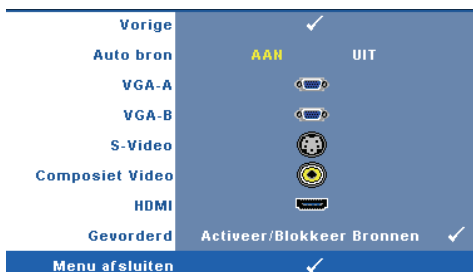 Vorige
Auto bron AAN UIT
VGA-A
VGA-B
S-Video
Composiet Video
HDMI
Gevorderd Activeer/Blokkeer Bronnen
Menu afsluiten